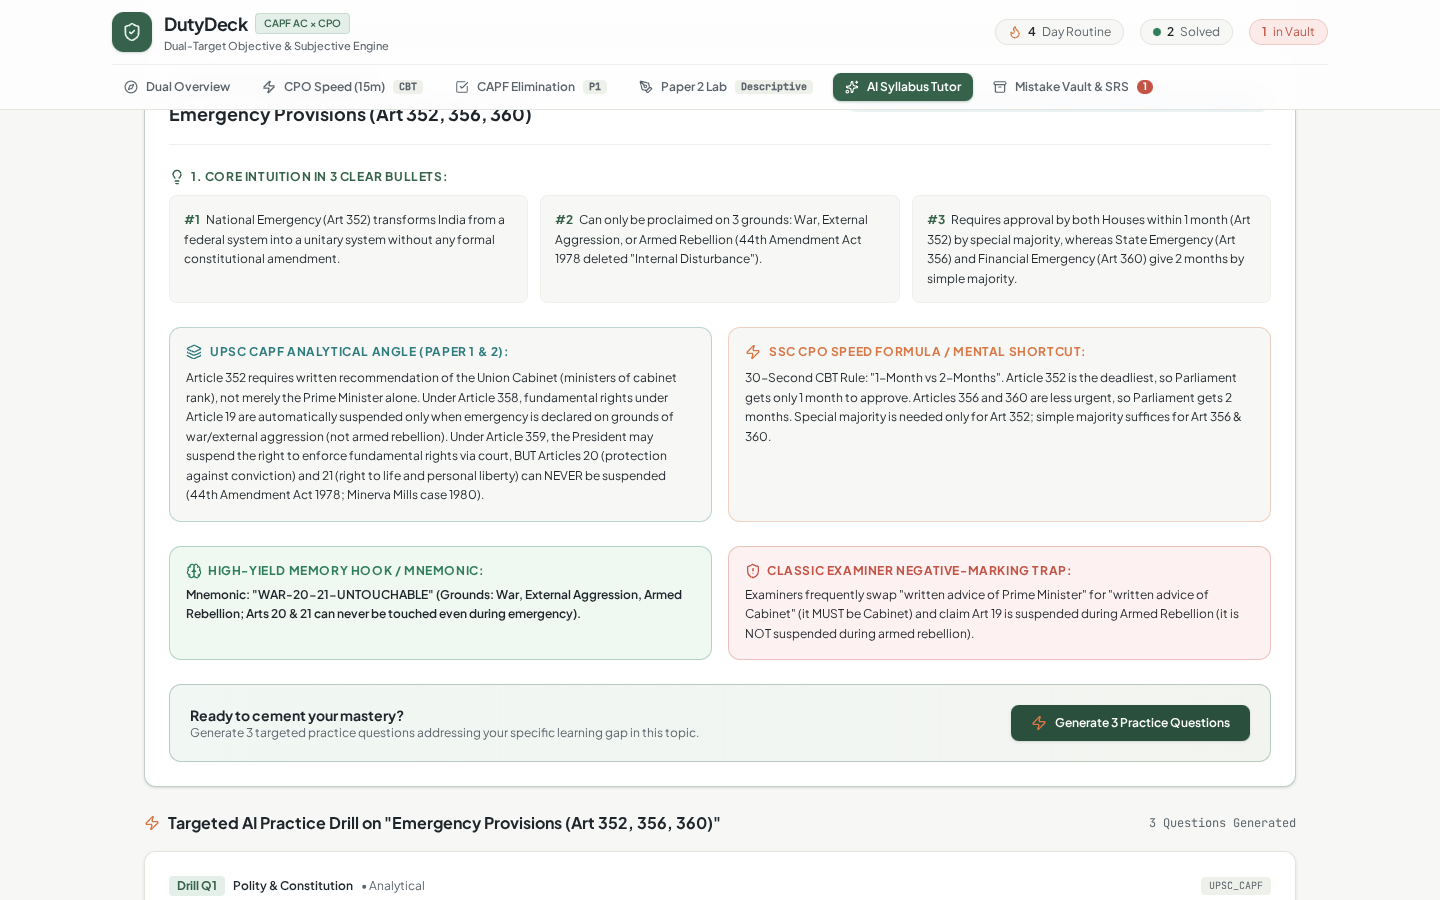 DutyDeck CAPF AC × CPO
Dual-Target Objective & Subjective Engine
4 Day Routine
2 Solved
1 in Vault
Dual Overview
CPO Speed (15m) CBT
CAPF Elimination P1
Paper 2 Lab Descriptive
AI Syllabus Tutor
Mistake Vault & SRS 1
Emergency Provisions (Art 352, 356, 360)
1. CORE INTUITION IN 3 CLEAR BULLETS:
#1 National Emergency (Art 352) transforms India from a
federal system into a unitary system without any formal
constitutional amendment.
#2 Can only be proclaimed on 3 grounds: War, External
Aggression, or Armed Rebellion (44th Amendment Act
1978 deleted "Internal Disturbance").
#3 Requires approval by both Houses within 1 month (Art
352) by special majority, whereas State Emergency (Art
356) and Financial Emergency (Art 360) give 2 months by
simple majority.
UPSC CAPF ANALYTICAL ANGLE (PAPER 1 & 2):
Article 352 requires written recommendation of the Union Cabinet (ministers of cabinet
rank), not merely the Prime Minister alone. Under Article 358, fundamental rights under
Article 19 are automatically suspended only when emergency is declared on grounds of
war/external aggression (not armed rebellion). Under Article 359, the President may
suspend the right to enforce fundamental rights via court, BUT Articles 20 (protection
against conviction) and 21 (right to life and personal liberty) can NEVER be suspended
(44th Amendment Act 1978; Minerva Mills case 1980).
SSC CPO SPEED FORMULA / MENTAL SHORTCUT:
30-Second CBT Rule: "1-Month vs 2-Months". Article 352 is the deadliest, so Parliament
gets only 1 month to approve. Articles 356 and 360 are less urgent, so Parliament gets 2
months. Special majority is needed only for Art 352; simple majority suffices for Art 356 &
360.
HIGH-YIELD MEMORY HOOK / MNEMONIC:
Mnemonic: "WAR-20-21-UNTOUCHABLE" (Grounds: War, External Aggression, Armed
Rebellion; Arts 20 & 21 can never be touched even during emergency).
CLASSIC EXAMINER NEGATIVE-MARKING TRAP:
Examiners frequently swap "written advice of Prime Minister" for "written advice of
Cabinet" (it MUST be Cabinet) and claim Art 19 is suspended during Armed Rebellion (it is
NOT suspended during armed rebellion).
Ready to cement your mastery?
Generate 3 targeted practice questions addressing your specific learning gap in this topic.
Generate 3 Practice Questions
Targeted AI Practice Drill on "Emergency Provisions (Art 352, 356, 360)"
3 Questions Generated
Drill Q1 Polity & Constitution • Analytical
UPSC_CAPF